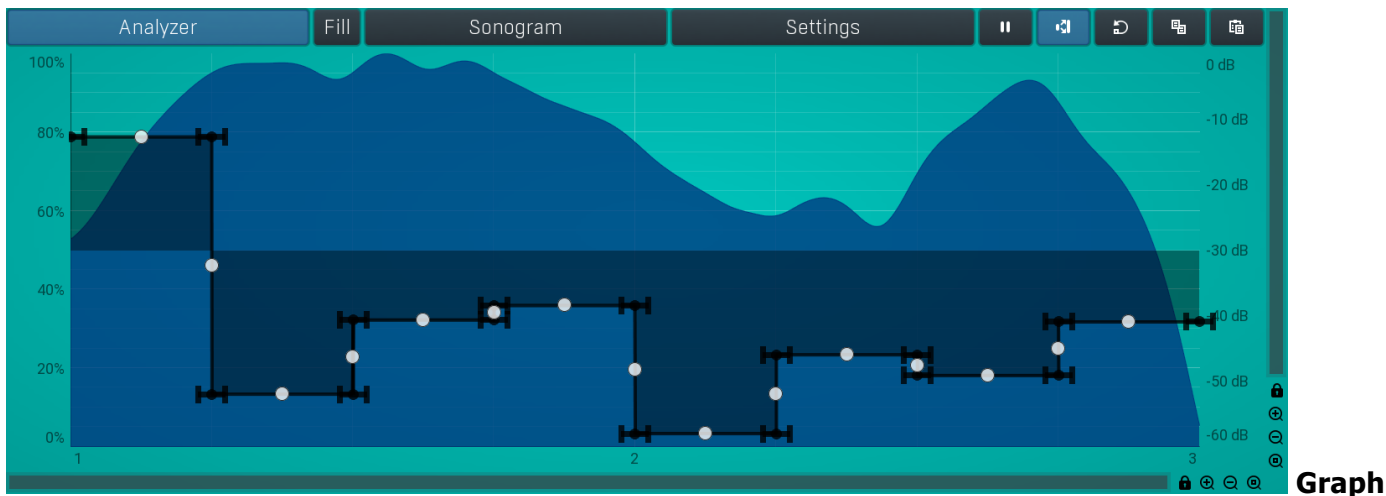 Analyzer Fill Sonogram Settings
100% 0 dB
80% -10 dB
-20 dB
60%
-30 dB
40%
-40 dB
20% -50 dB
0% -60 dB
1 2 3
Graph